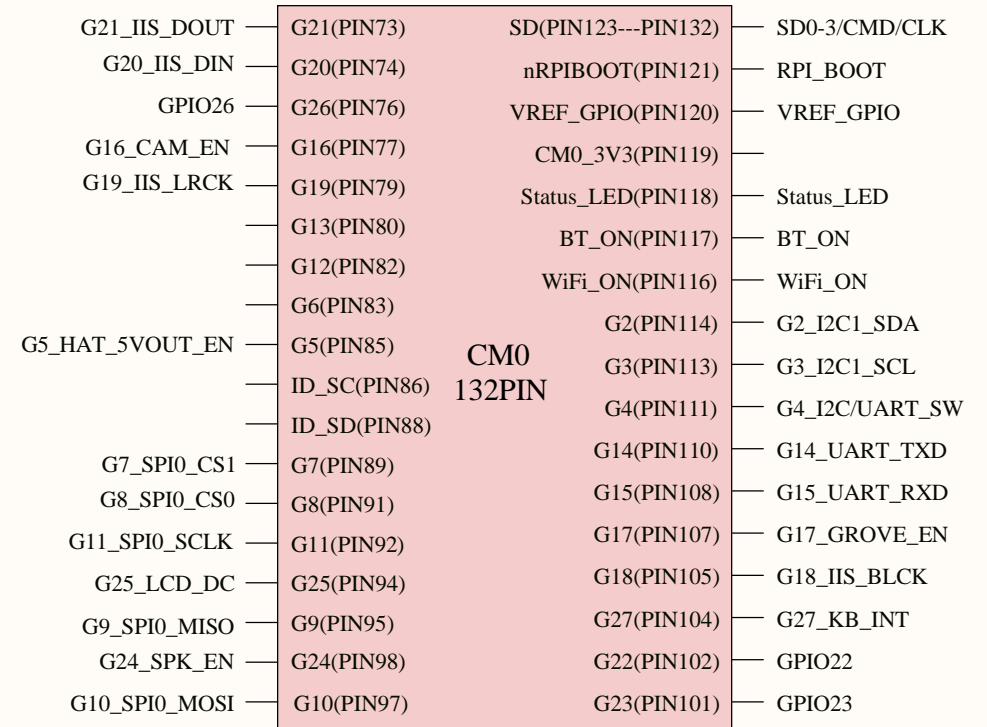 G21_IIS_DOUT G21(PIN73) SD(PIN123---PIN132) SD0-3/CMD/CLK
G20_IIS_DIN G20(PIN74) nRPIBOOT(PIN121) RPI_BOOT
GPIO26 G26(PIN76) VREF_GPIO(PIN120) VREF_GPIO
G16_CAM_EN G16(PIN77) CM0_3V3(PIN119)
G19_IIS_LRCK G19(PIN79) Status_LED(PIN118) Status_LED
G13(PIN80) BT_ON(PIN117) BT_ON
G12(PIN82) WiFi_ON(PIN116) WiFi_ON
G6(PIN83) G2(PIN114) G2_I2C1_SDA
G5_HAT_5VOUT_EN G5(PIN85) CM0 G3(PIN113) G3_I2C1_SCL
ID_SC(PIN86) 132PIN G4(PIN111) G4_I2C/UART_SW
ID_SD(PIN88) G14(PIN110) G14_UART_TXD
G7_SPI0_CS1 G7(PIN89) G15(PIN108) G15_UART_RXD
G8_SPI0_CS0 G8(PIN91) G17(PIN107) G17_GROVE_EN
G11_SPI0_SCLK G11(PIN92) G18(PIN105) G18_IIS_BLCK
G25_LCD_DC G25(PIN94) G27(PIN104) G27_KB_INT
G9_SPI0_MISO G9(PIN95) G22(PIN102) GPIO22
G24_SPK_EN G24(PIN98) G23(PIN101) GPIO23
G10_SPI0_MOSI G10(PIN97)